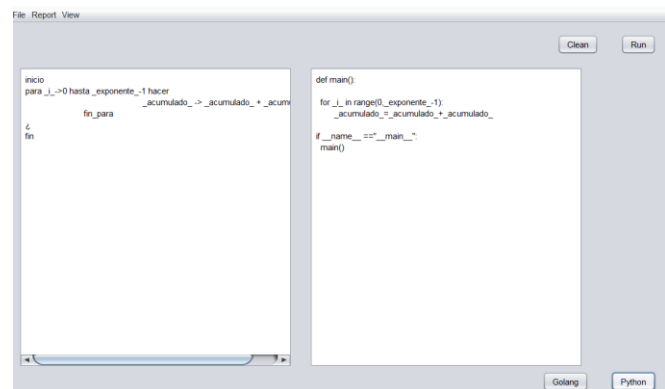 File Report View
Clean Run
inicio
para _i_->0 hasta _exponente_-1 hacer
_acumulado_ -> _acumulado_ + _acumu
fin_para
¿
fin
def main():
for _i_ in range(0,_exponente_-1):
_acumulado_=_acumulado_+_acumulado_
if __name__ =="__main__":
main()
Golang Python